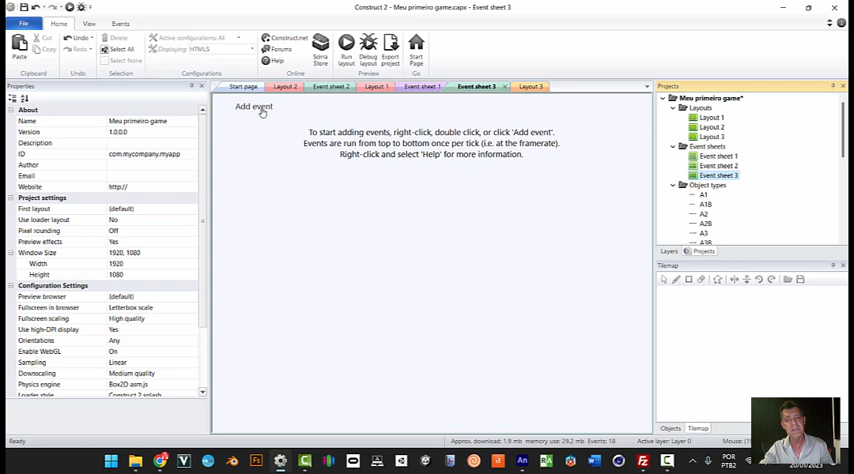 Construct 2 - Meu primeiro game.capx - Event sheet 3
File
Home
View
Events
Paste
Cut
Copy
Clipboard
Undo
Redo
Undo
Delete
Select All
Select None
Selection
Active configurations: All
Displaying: HTML5
Configurations
Construct.net
Forums
Help
Scirra Store
Online
Run layout
Debug layout
Export project
Preview
Start Page
Go
Properties
About
Name Meu primeiro game
Version 1.0.0.0
Description
ID com.mycompany.myapp
Author
Email
Website http://
Project settings
First layout (default)
Use loader layout No
Pixel rounding Off
Preview effects Yes
Window Size 1920, 1080
Width 1920
Height 1080
Configuration Settings
Preview browser (default)
Fullscreen in browser Letterbox scale
Fullscreen scaling High quality
Use high-DPI display Yes
Orientations Any
Enable WebGL On
Sampling Linear
Downscaling Medium quality
Physics engine Box2D asm.js
Loader style Construct 2 splash
Start page
Layout 2
Event sheet 2
Layout 1
Event sheet 1
Event sheet 3
Layout 3
Add event
To start adding events, right-click, double click, or click 'Add event'.
Events are run from top to bottom once per tick (i.e. at the framerate).
Right-click and select 'Help' for more information.
Projects
Meu primeiro game*
Layouts
Layout 1
Layout 2
Layout 3
Event sheets
Event sheet 1
Event sheet 2
Event sheet 3
Object types
A1
A1B
A2
A2B
A3
A3B
Layers
Projects
Tilemap
Objects
Tilemap
Ready
Approx. download: 1.9 mb
memory use: 29.2 mb
Events: 18
Active layer: Layer 0
Mouse:
POR
PTB2
20/01/2023